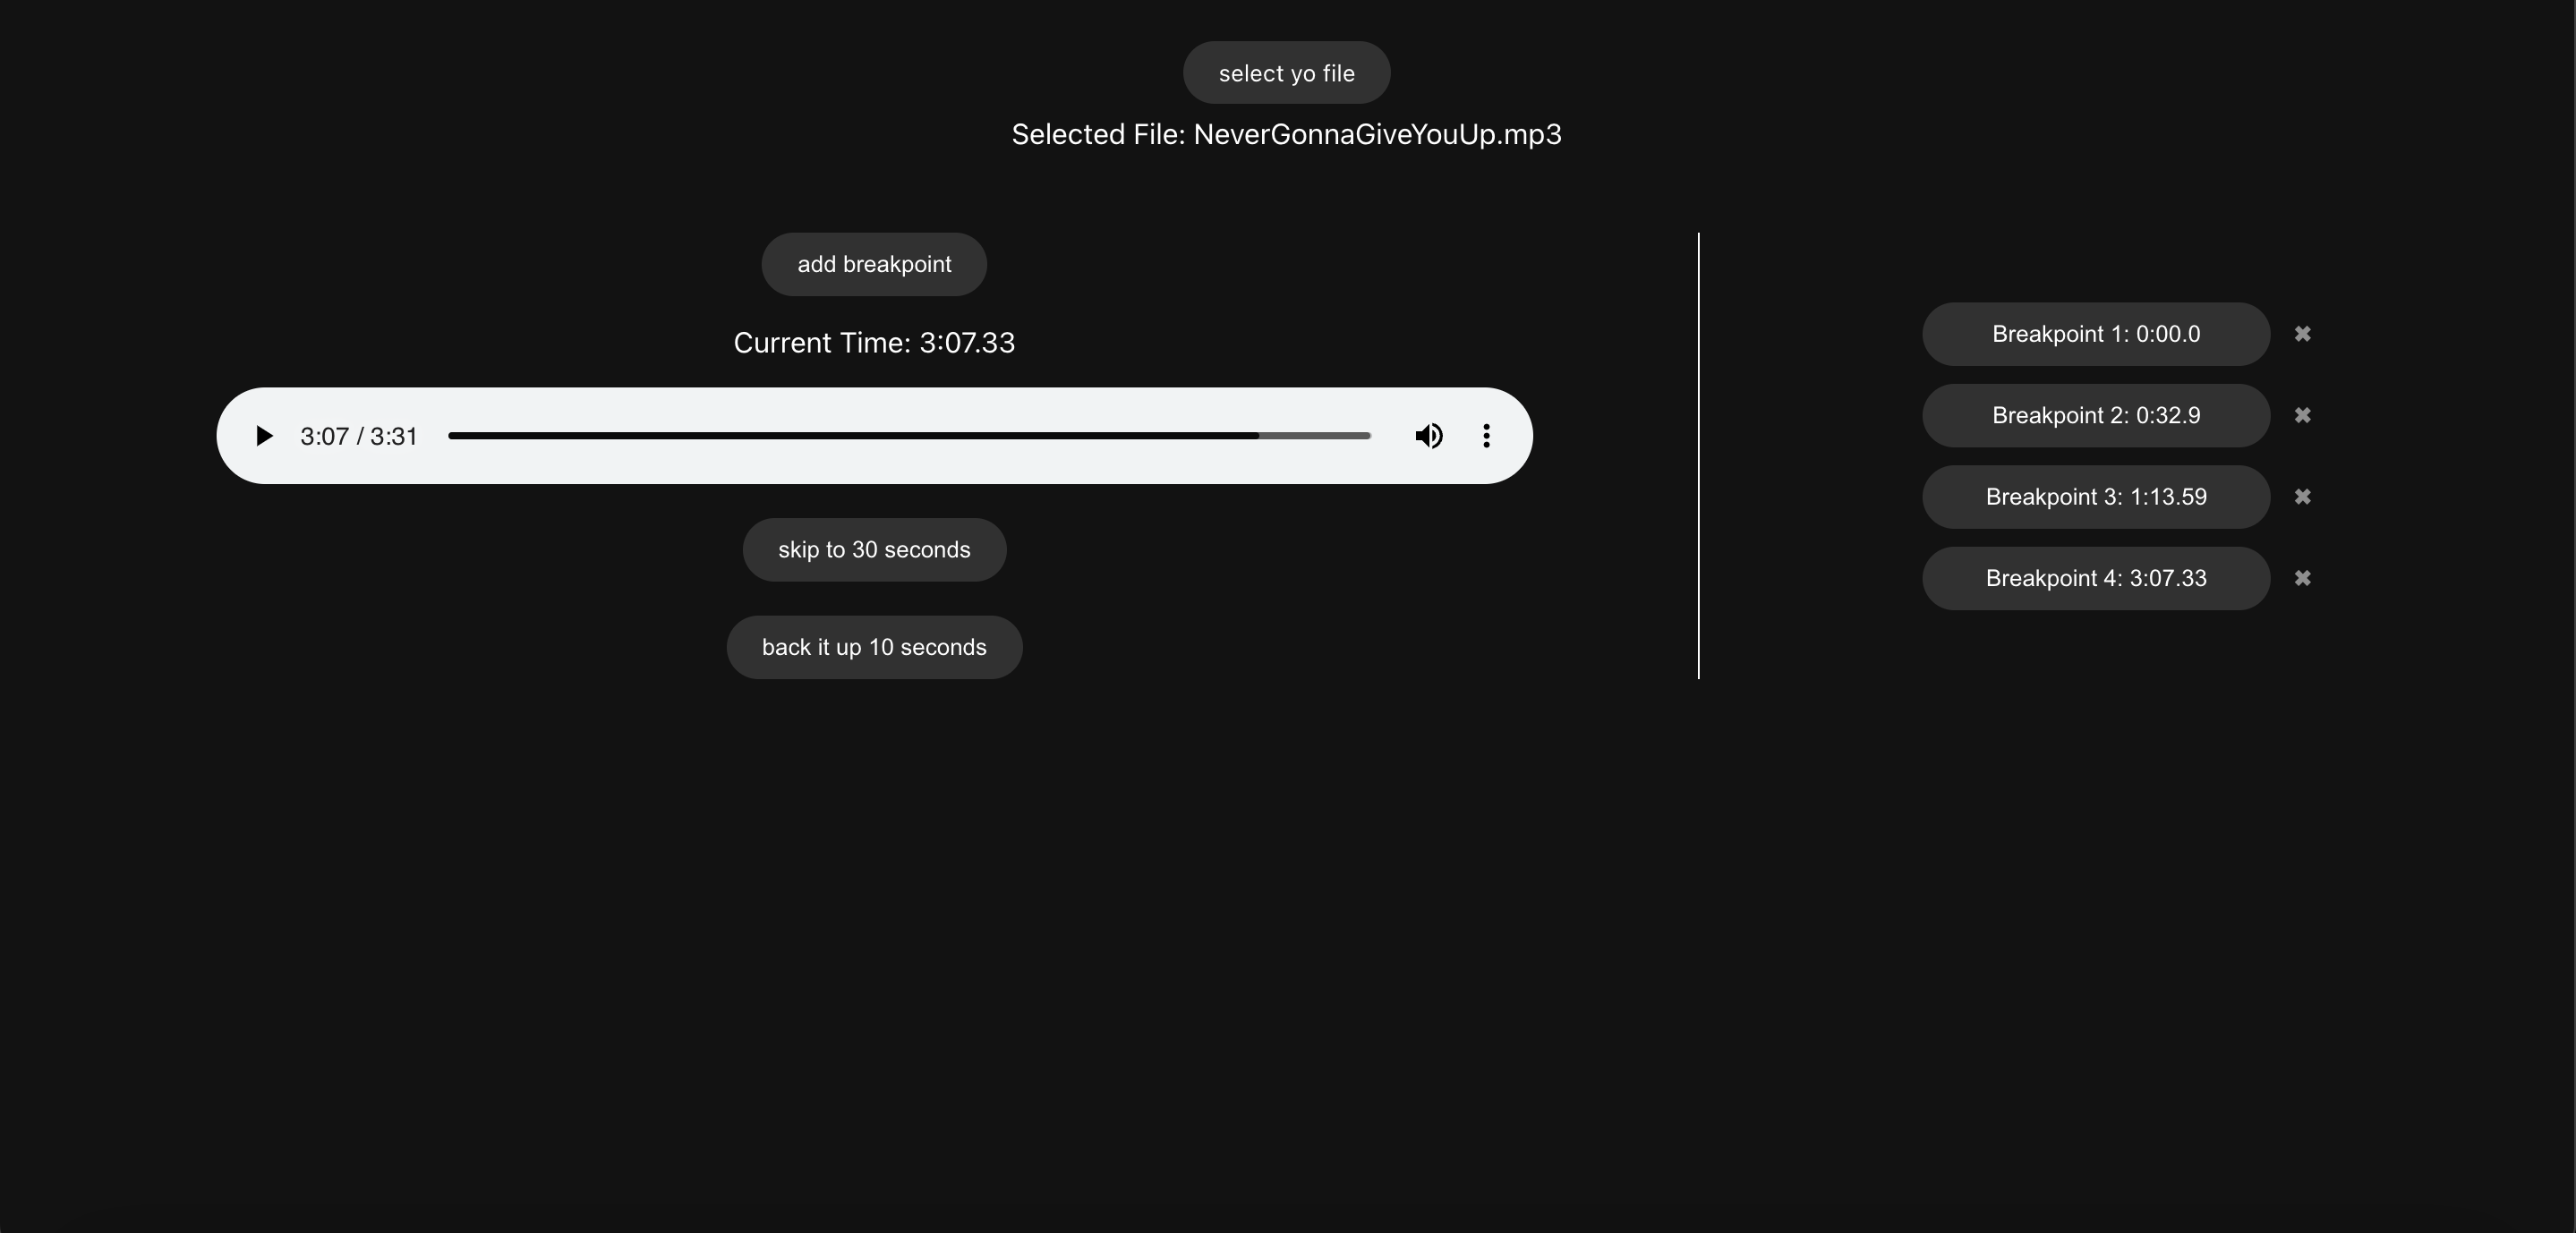 select yo file
Selected File: NeverGonnaGiveYouUp.mp3
add breakpoint
Current Time: 3:07.33
3:07 / 3:31
skip to 30 seconds
back it up 10 seconds
Breakpoint 1: 0:00.0
Breakpoint 2: 0:32.9
Breakpoint 3: 1:13.59
Breakpoint 4: 3:07.33